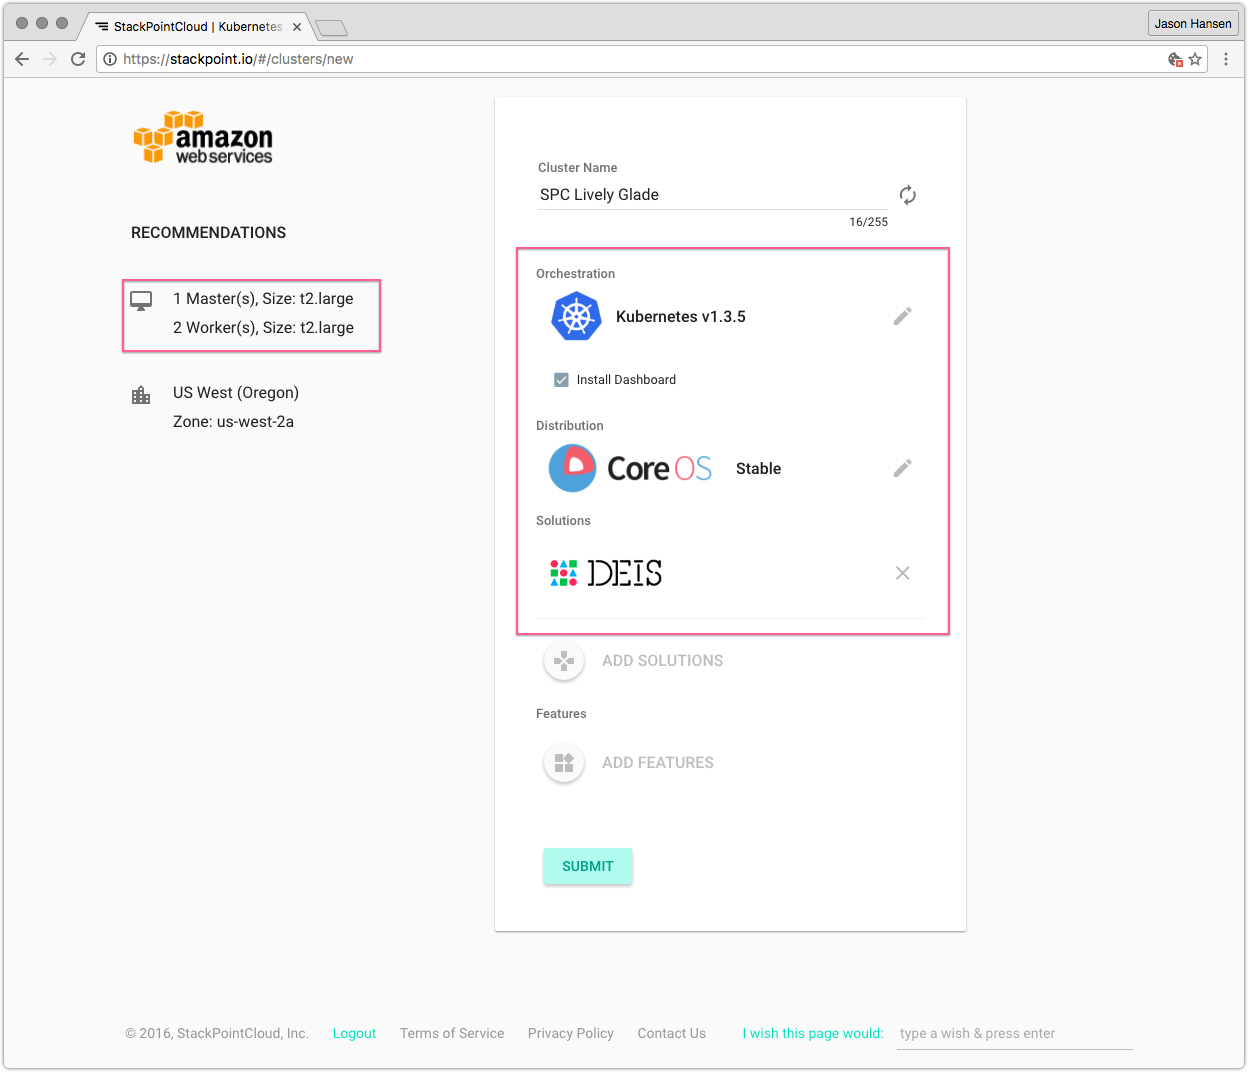 StackPointCloud | Kubernetes
Jason Hansen
https://stackpoint.io/#/clusters/new
amazon
web services
RECOMMENDATIONS
1 Master(s), Size: t2.large
2 Worker(s), Size: t2.large
US West (Oregon)
Zone: us-west-2a
Cluster Name
SPC Lively Glade
16/255
Orchestration
Kubernetes v1.3.5
Install Dashboard
Distribution
Core OS Stable
Solutions
DEIS
ADD SOLUTIONS
Features
ADD FEATURES
SUBMIT
© 2016, StackPointCloud, Inc. Logout Terms of Service Privacy Policy Contact Us I wish this page would: type a wish & press enter